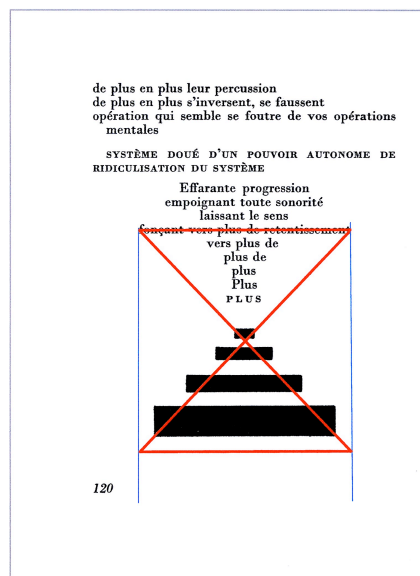 de plus en plus leur percussion
de plus en plus s'inversent, se faussent
opération qui semble se foutre de vos opérations
mentales
SYSTÈME DOUÉ D'UN POUVOIR AUTONOME DE
RIDICULISATION DU SYSTÈME
Effarante progression
empoignant toute sonorité
laissant le sens
fonçant vers plus de retentissement
vers plus de
plus de
plus
Plus
PLUS
120